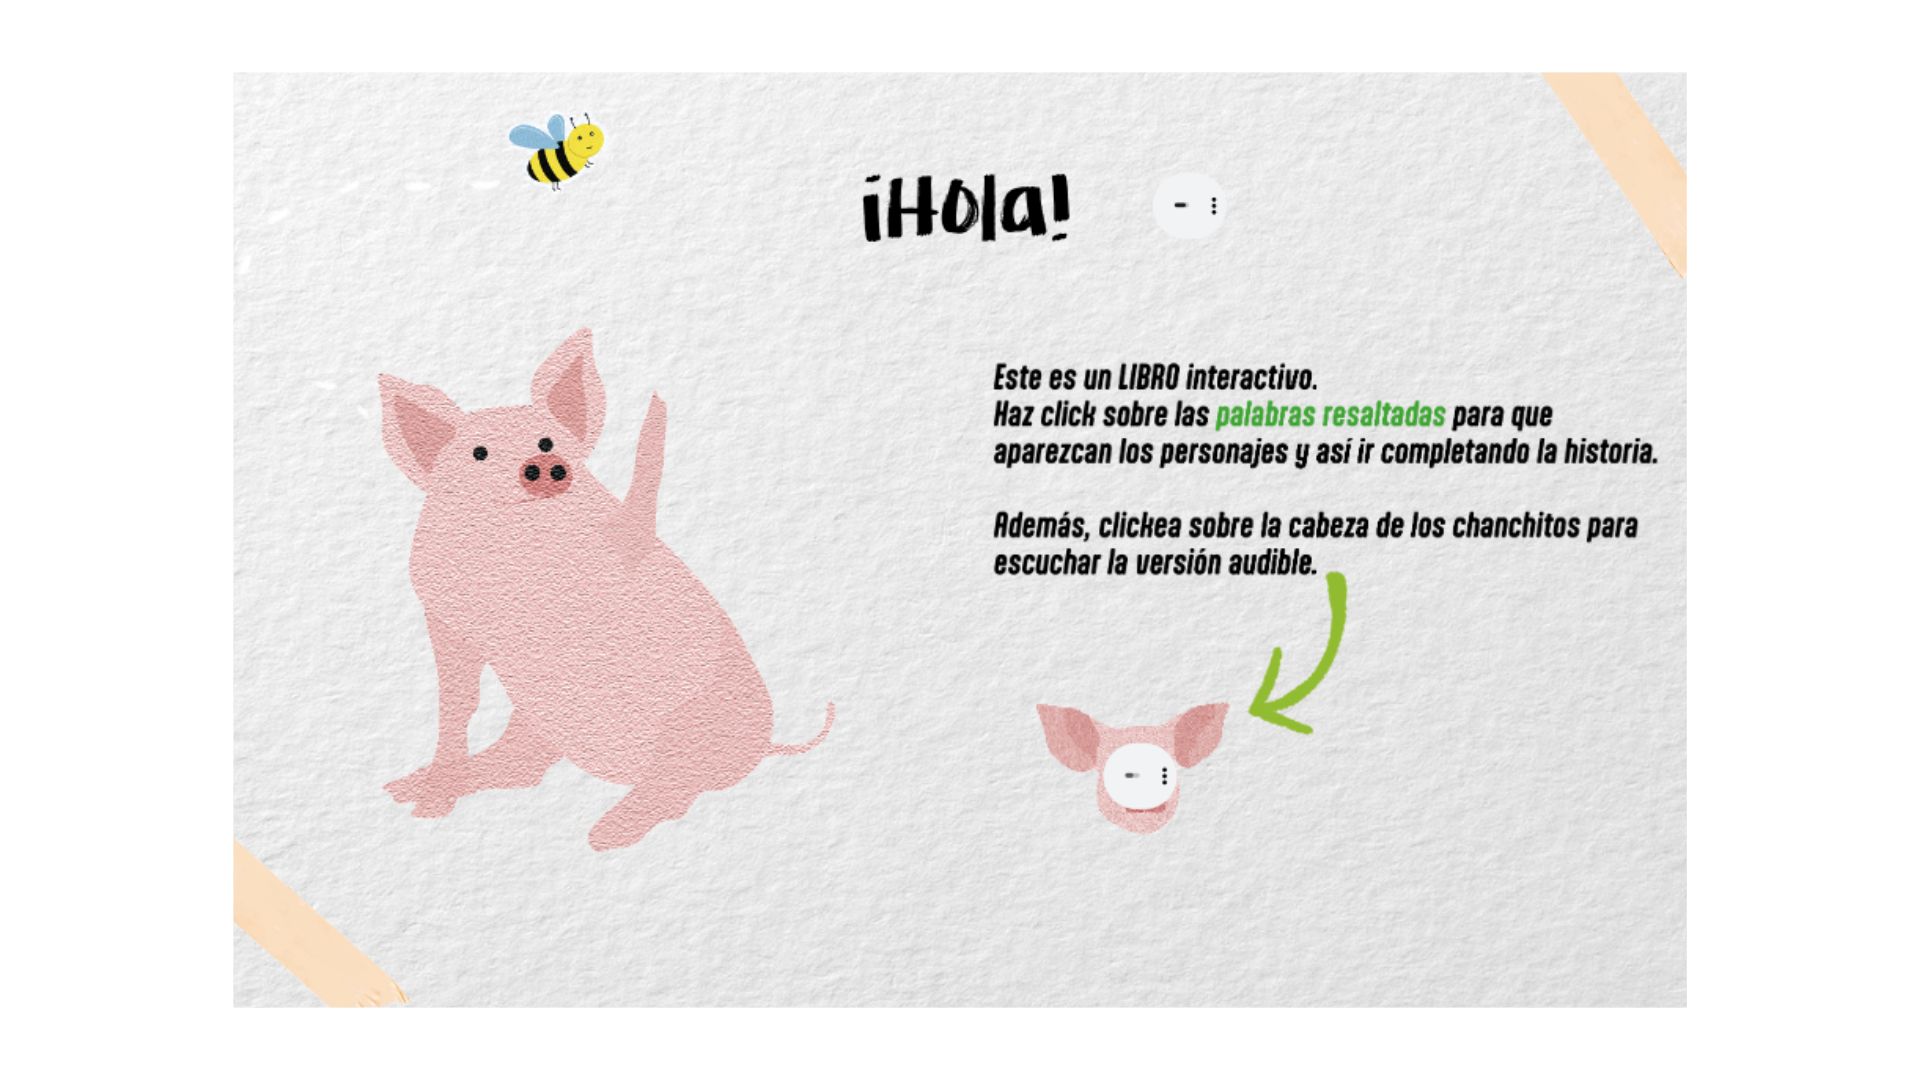 ¡Hola!
Este es un LIBRO interactivo.
Haz click sobre las palabras resaltadas para que
aparezcan los personajes y así ir completando la historia.
Además, clickea sobre la cabeza de los chanchitos para
escuchar la versión audible.